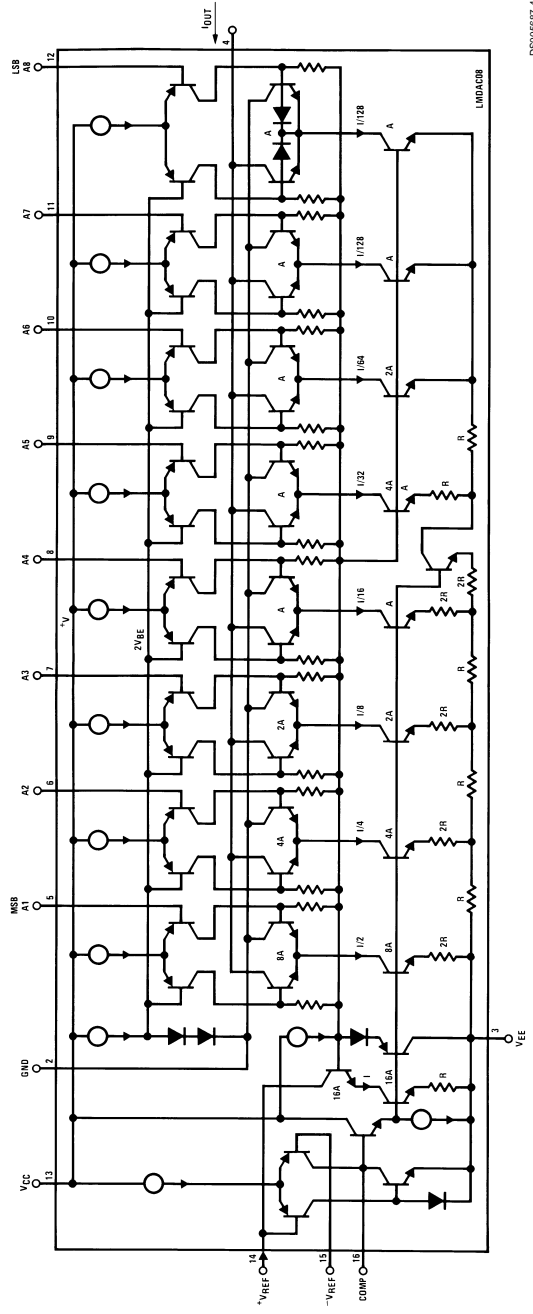 VCC
13
GND
2
MSB
A1
5
A2
6
A3
7
A4
8
A5
9
A6
10
A7
11
LSB
A8
12
IOUT
4
+V
2VBE
8A
4A
2A
A
A
A
A
A
I/2
I/4
I/8
I/16
I/32
I/64
I/128
I/128
+VREF
14
−VREF
15
COMP
16
16A
I
16A
8A
4A
2A
A
4A
A
2A
A
A
R
2R
2R
2R
2R
2R
R
R
R
R
R
R
3
VEE
LMDAC08